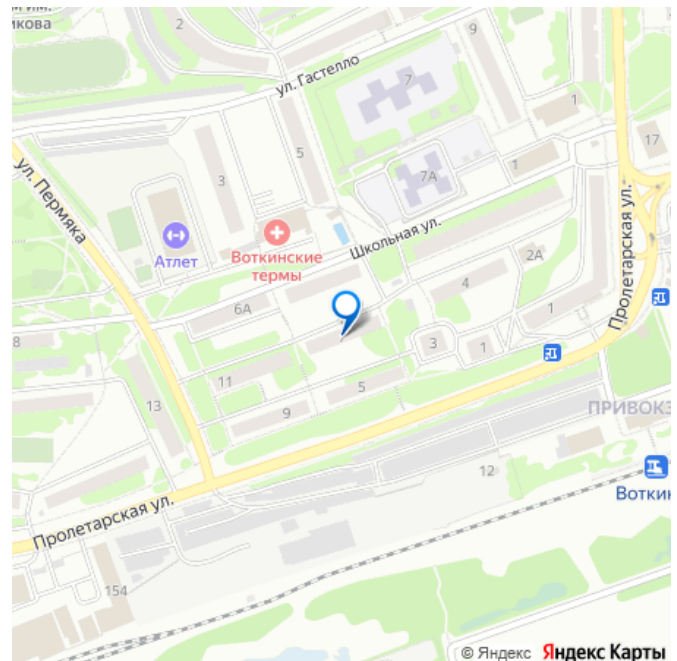 м им.
икова
2
9
ул. Гастелло
7
1
17
5
3
7А
1
ул. Пермяка
Атлет
Воткинские
термы
Школьная ул.
2А
4
6А
1
Пролетарская ул.
8
3
1
11
5
13
9
ПРИВОКЗ
12
Воткин
Пролетарская ул.
154
© Яндекс Яндекс Карты